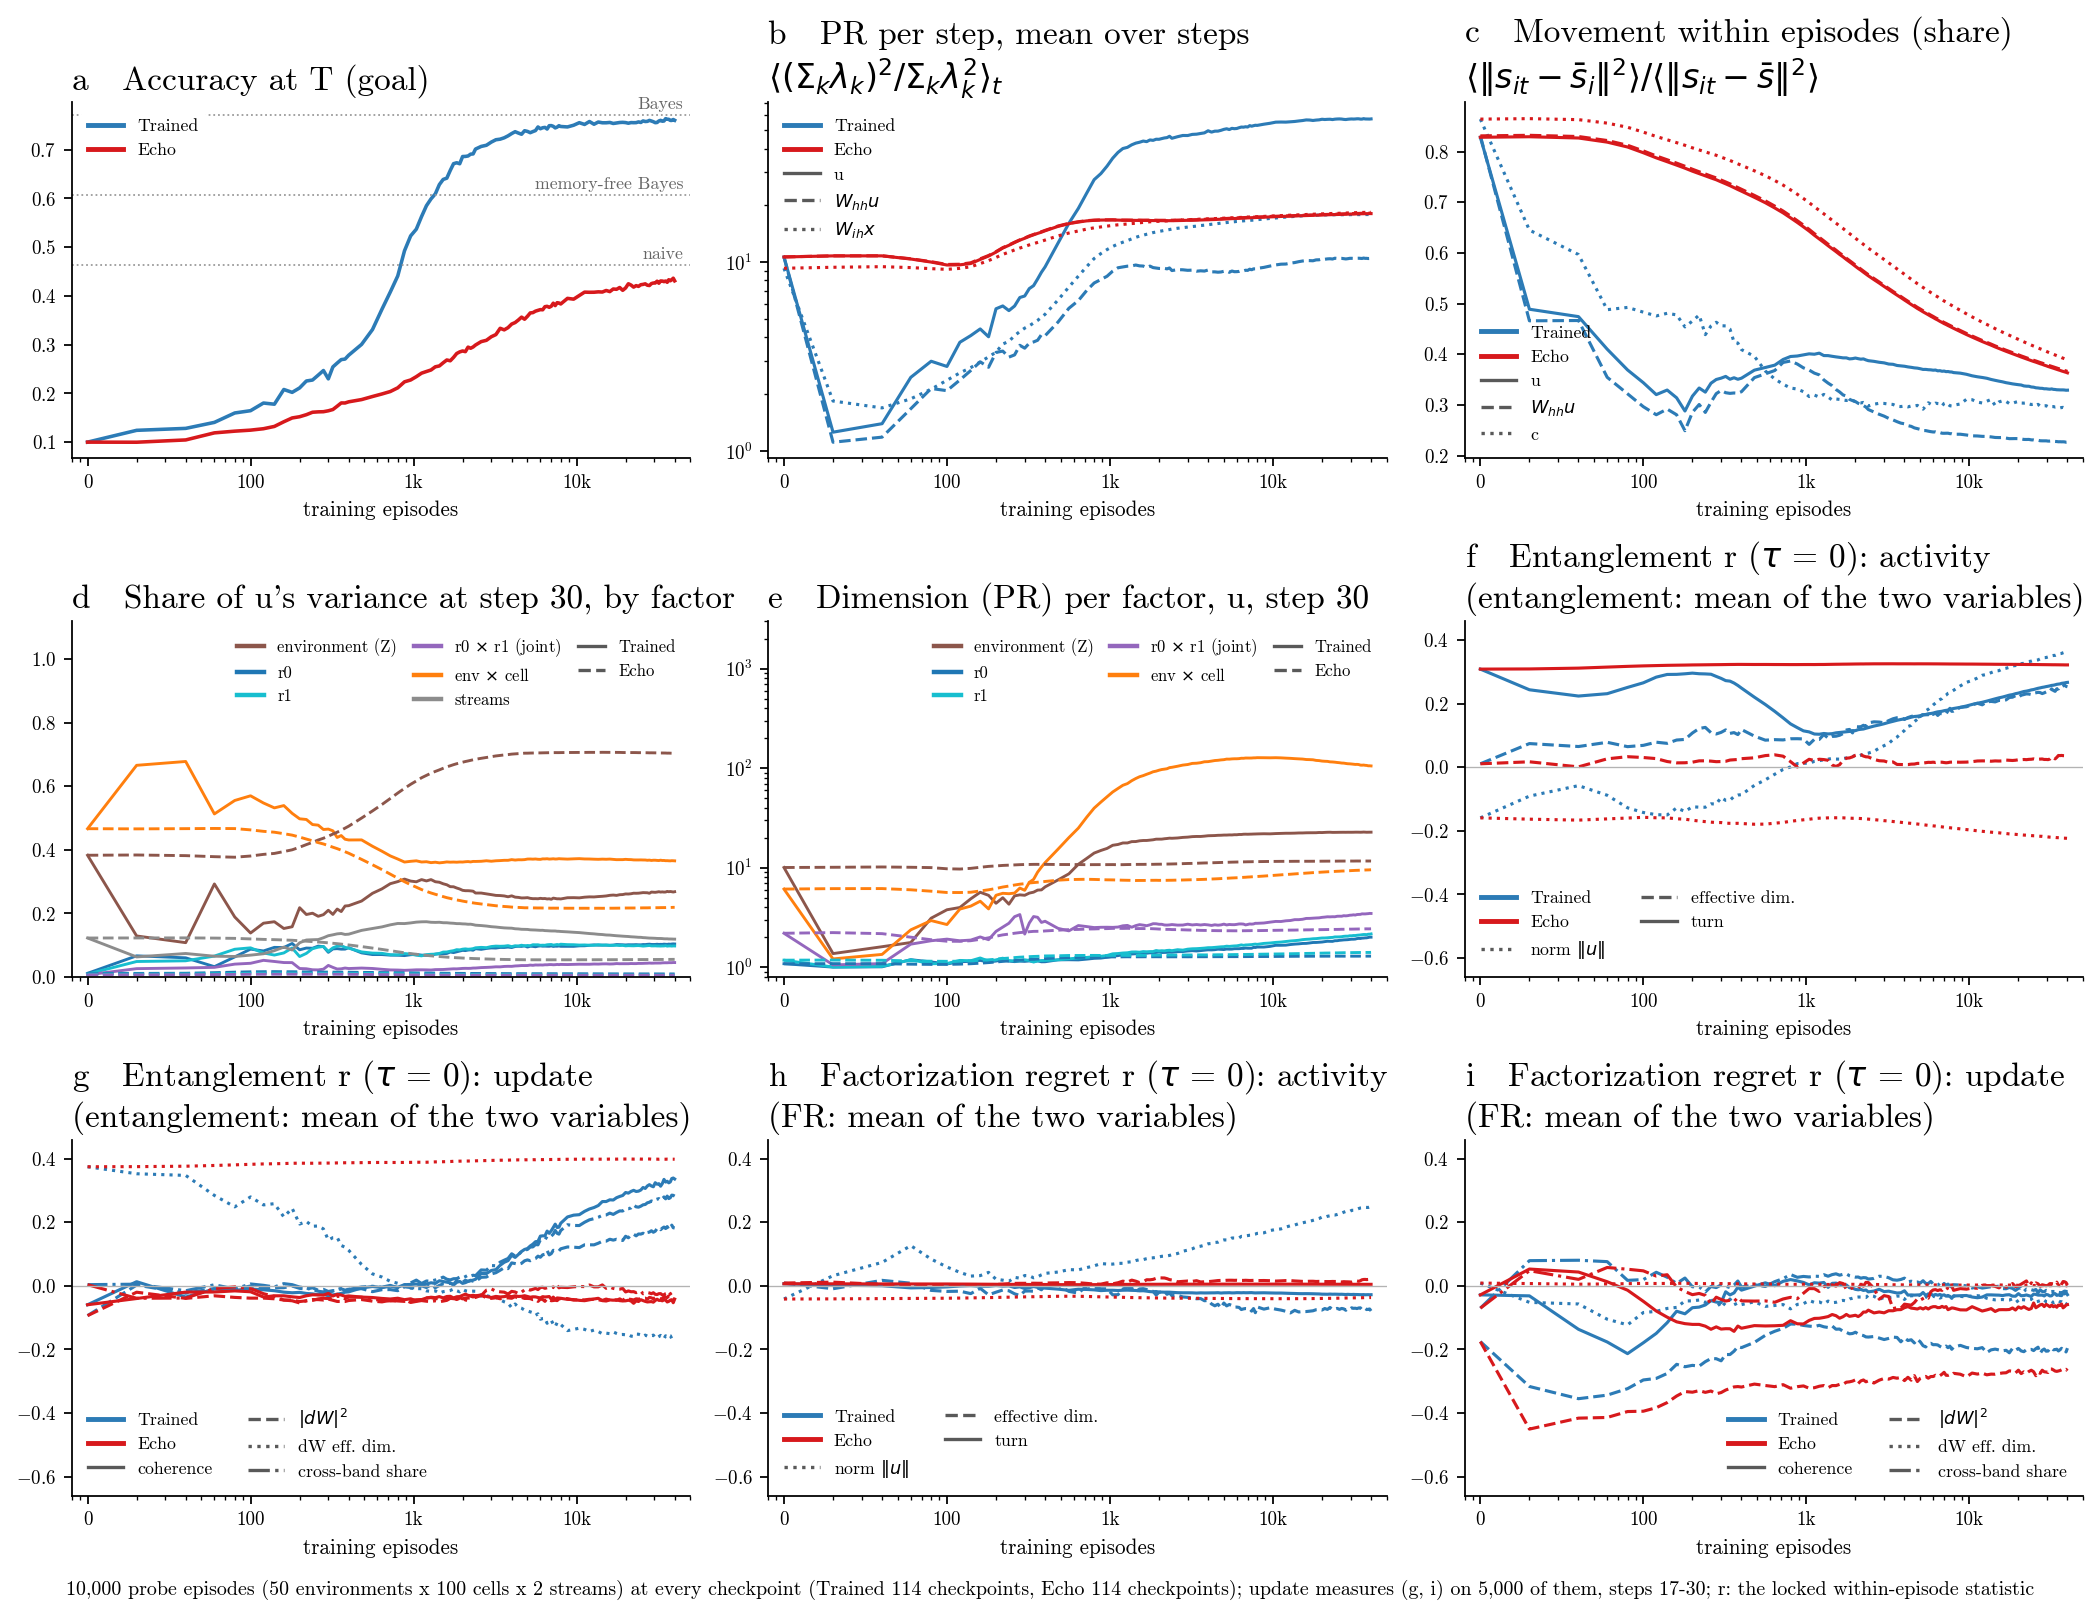 a Accuracy at T (goal)
Bayes
memory-free Bayes
naive
Trained
Echo
0.7
0.6
0.5
0.4
0.3
0.2
0.1
0 100 1k 10k
training episodes
b PR per step, mean over steps
⟨(Σ_k λ_k)²/Σ_k λ_k²⟩_t
Trained
Echo
u
W_hh u
W_ih x
10¹
10⁰
0 100 1k 10k
training episodes
c Movement within episodes (share)
⟨‖s_it − s̄_i‖²⟩/⟨‖s_it − s̄‖²⟩
0.8
0.7
0.6
0.5
0.4
0.3
0.2
Trained
Echo
u
W_hh u
c
0 100 1k 10k
training episodes
d Share of u's variance at step 30, by factor
environment (Z)
r0
r1
r0 × r1 (joint)
env × cell
streams
Trained
Echo
1.0
0.8
0.6
0.4
0.2
0.0
0 100 1k 10k
training episodes
e Dimension (PR) per factor, u, step 30
environment (Z)
r0
r1
r0 × r1 (joint)
env × cell
Trained
Echo
10³
10²
10¹
10⁰
0 100 1k 10k
training episodes
f Entanglement r (τ = 0): activity
(entanglement: mean of the two variables)
0.4
0.2
0.0
−0.2
−0.4
−0.6
Trained
Echo
norm ‖u‖
effective dim.
turn
0 100 1k 10k
training episodes
g Entanglement r (τ = 0): update
(entanglement: mean of the two variables)
0.4
0.2
0.0
−0.2
−0.4
−0.6
Trained
Echo
coherence
|dW|²
dW eff. dim.
cross-band share
0 100 1k 10k
training episodes
h Factorization regret r (τ = 0): activity
(FR: mean of the two variables)
0.4
0.2
0.0
−0.2
−0.4
−0.6
Trained
Echo
norm ‖u‖
effective dim.
turn
0 100 1k 10k
training episodes
i Factorization regret r (τ = 0): update
(FR: mean of the two variables)
0.4
0.2
0.0
−0.2
−0.4
−0.6
Trained
Echo
coherence
|dW|²
dW eff. dim.
cross-band share
0 100 1k 10k
training episodes
10,000 probe episodes (50 environments x 100 cells x 2 streams) at every checkpoint (Trained 114 checkpoints, Echo 114 checkpoints); update measures (g, i) on 5,000 of them, steps 17-30; r: the locked within-episode statistic